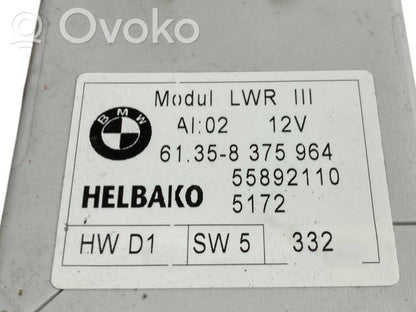 Ovoko
BMW
Modul LWR III
AI:02 12V
61.35-8 375 964
55892110
HELBAKO 5172
HW D1 SW 5 332